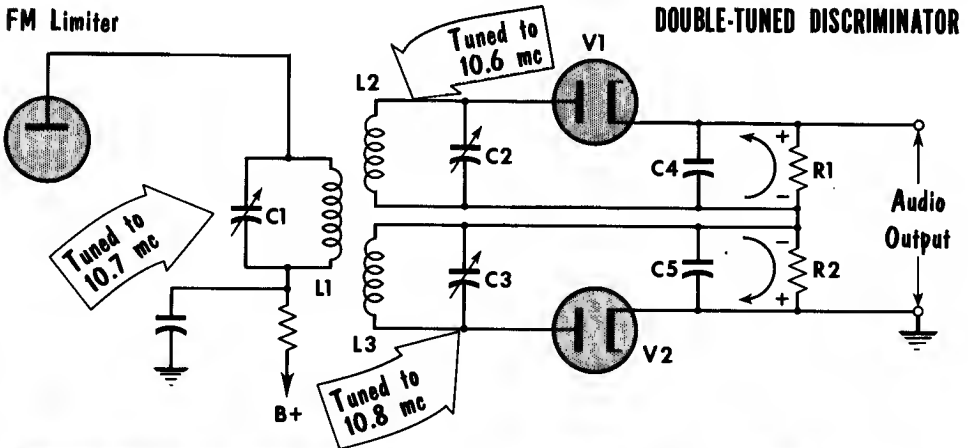 FM Limiter
DOUBLE-TUNED DISCRIMINATOR
Tuned to
10.6 mc
V1
L2
C2
C4
+
-
R1
Tuned to
10.7 mc
C1
L1
Audio
Output
C3
C5
-
+
R2
L3
V2
Tuned to
10.8 mc
B+